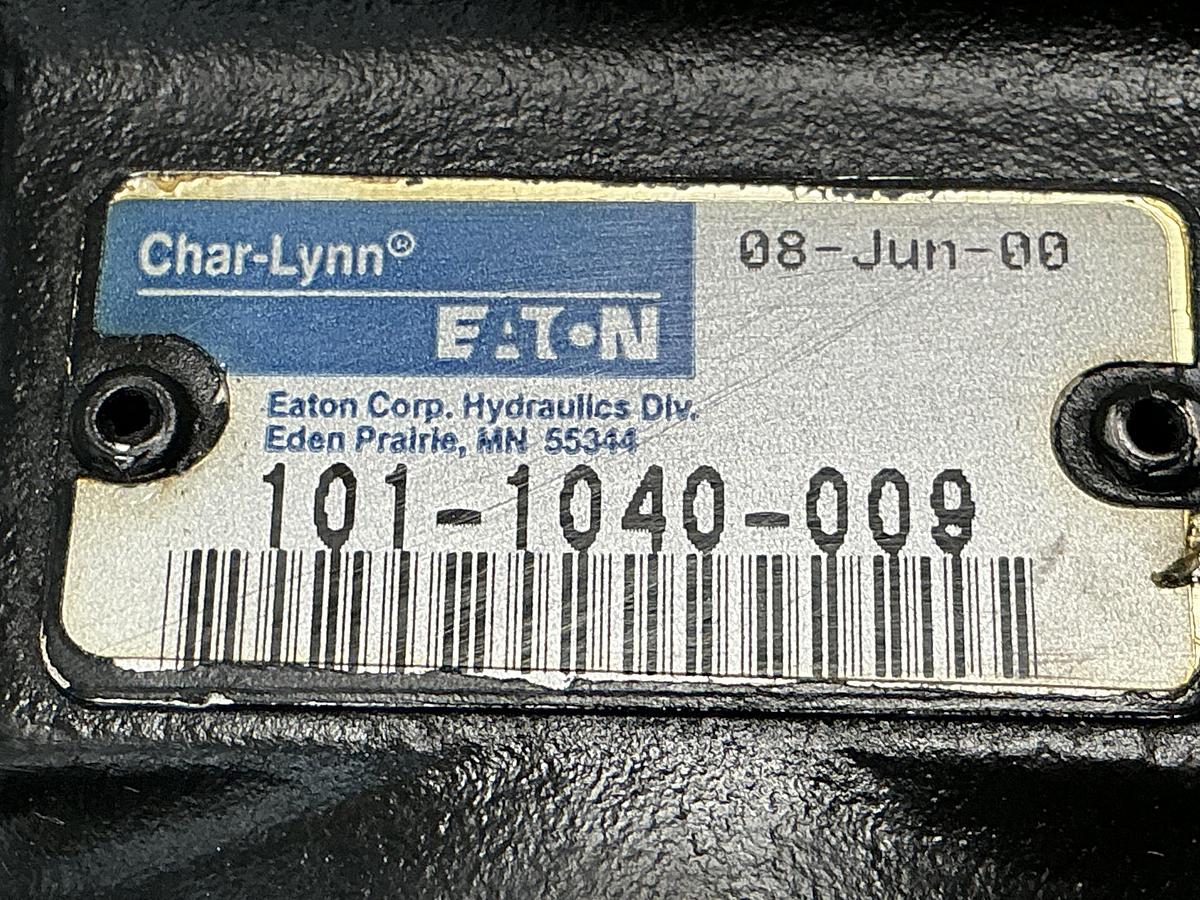 Char-Lynn®
08-Jun-00
EATON
Eaton Corp. Hydraulics Div.
Eden Prairie, MN 55344
101-1040-009